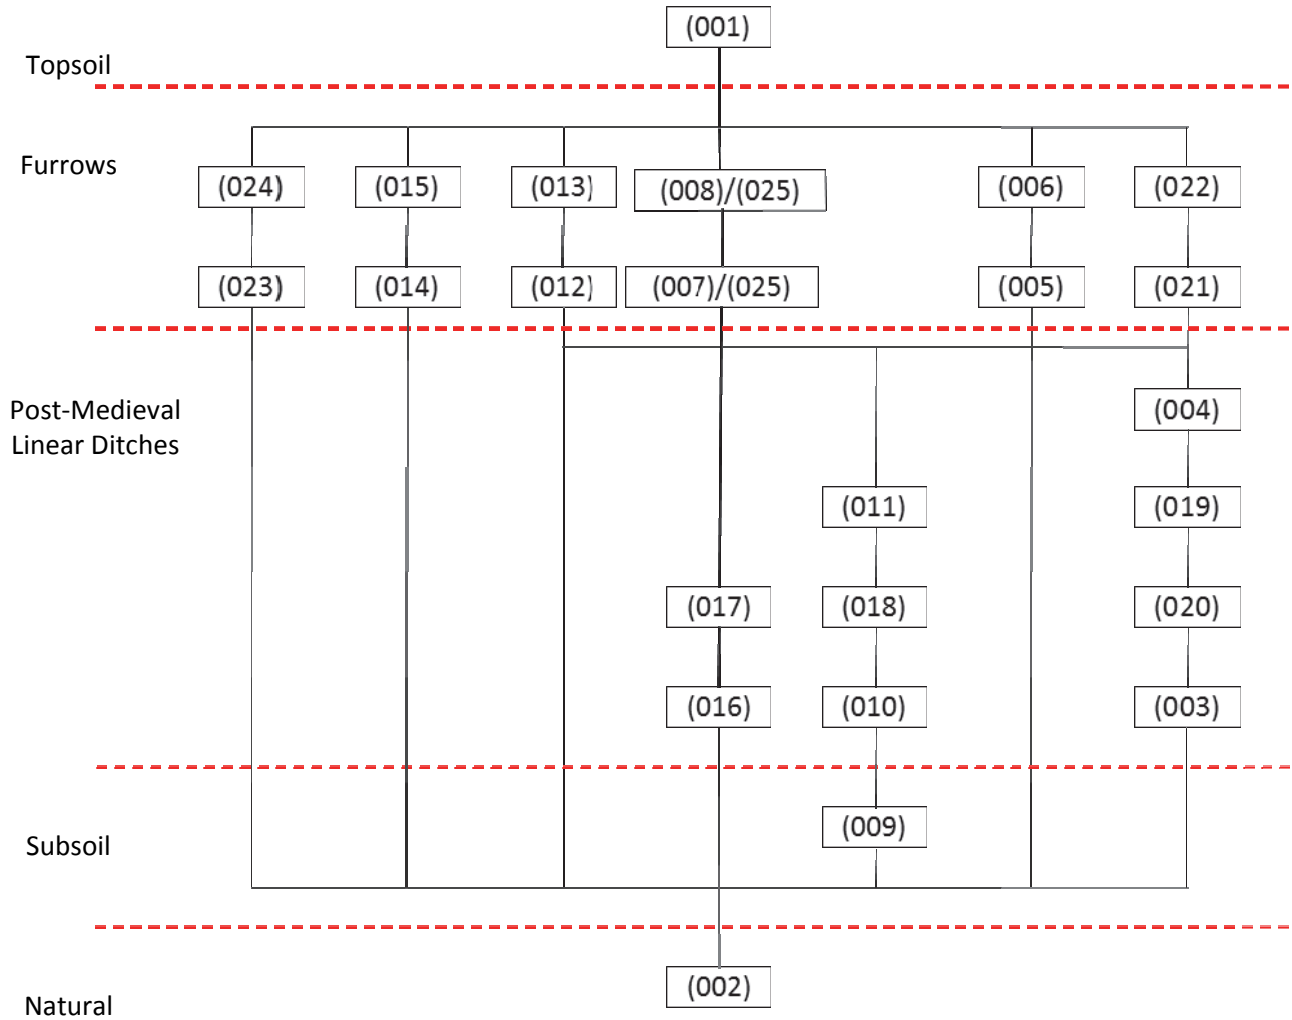 (001)
Topsoil
Furrows
(024) (015) (013) (008)/(025) (006) (022)
(023) (014) (012) (007)/(025) (005) (021)
Post-Medieval
Linear Ditches
(004)
(011) (019)
(017) (018) (020)
(016) (010) (003)
Subsoil
(009)
(002)
Natural